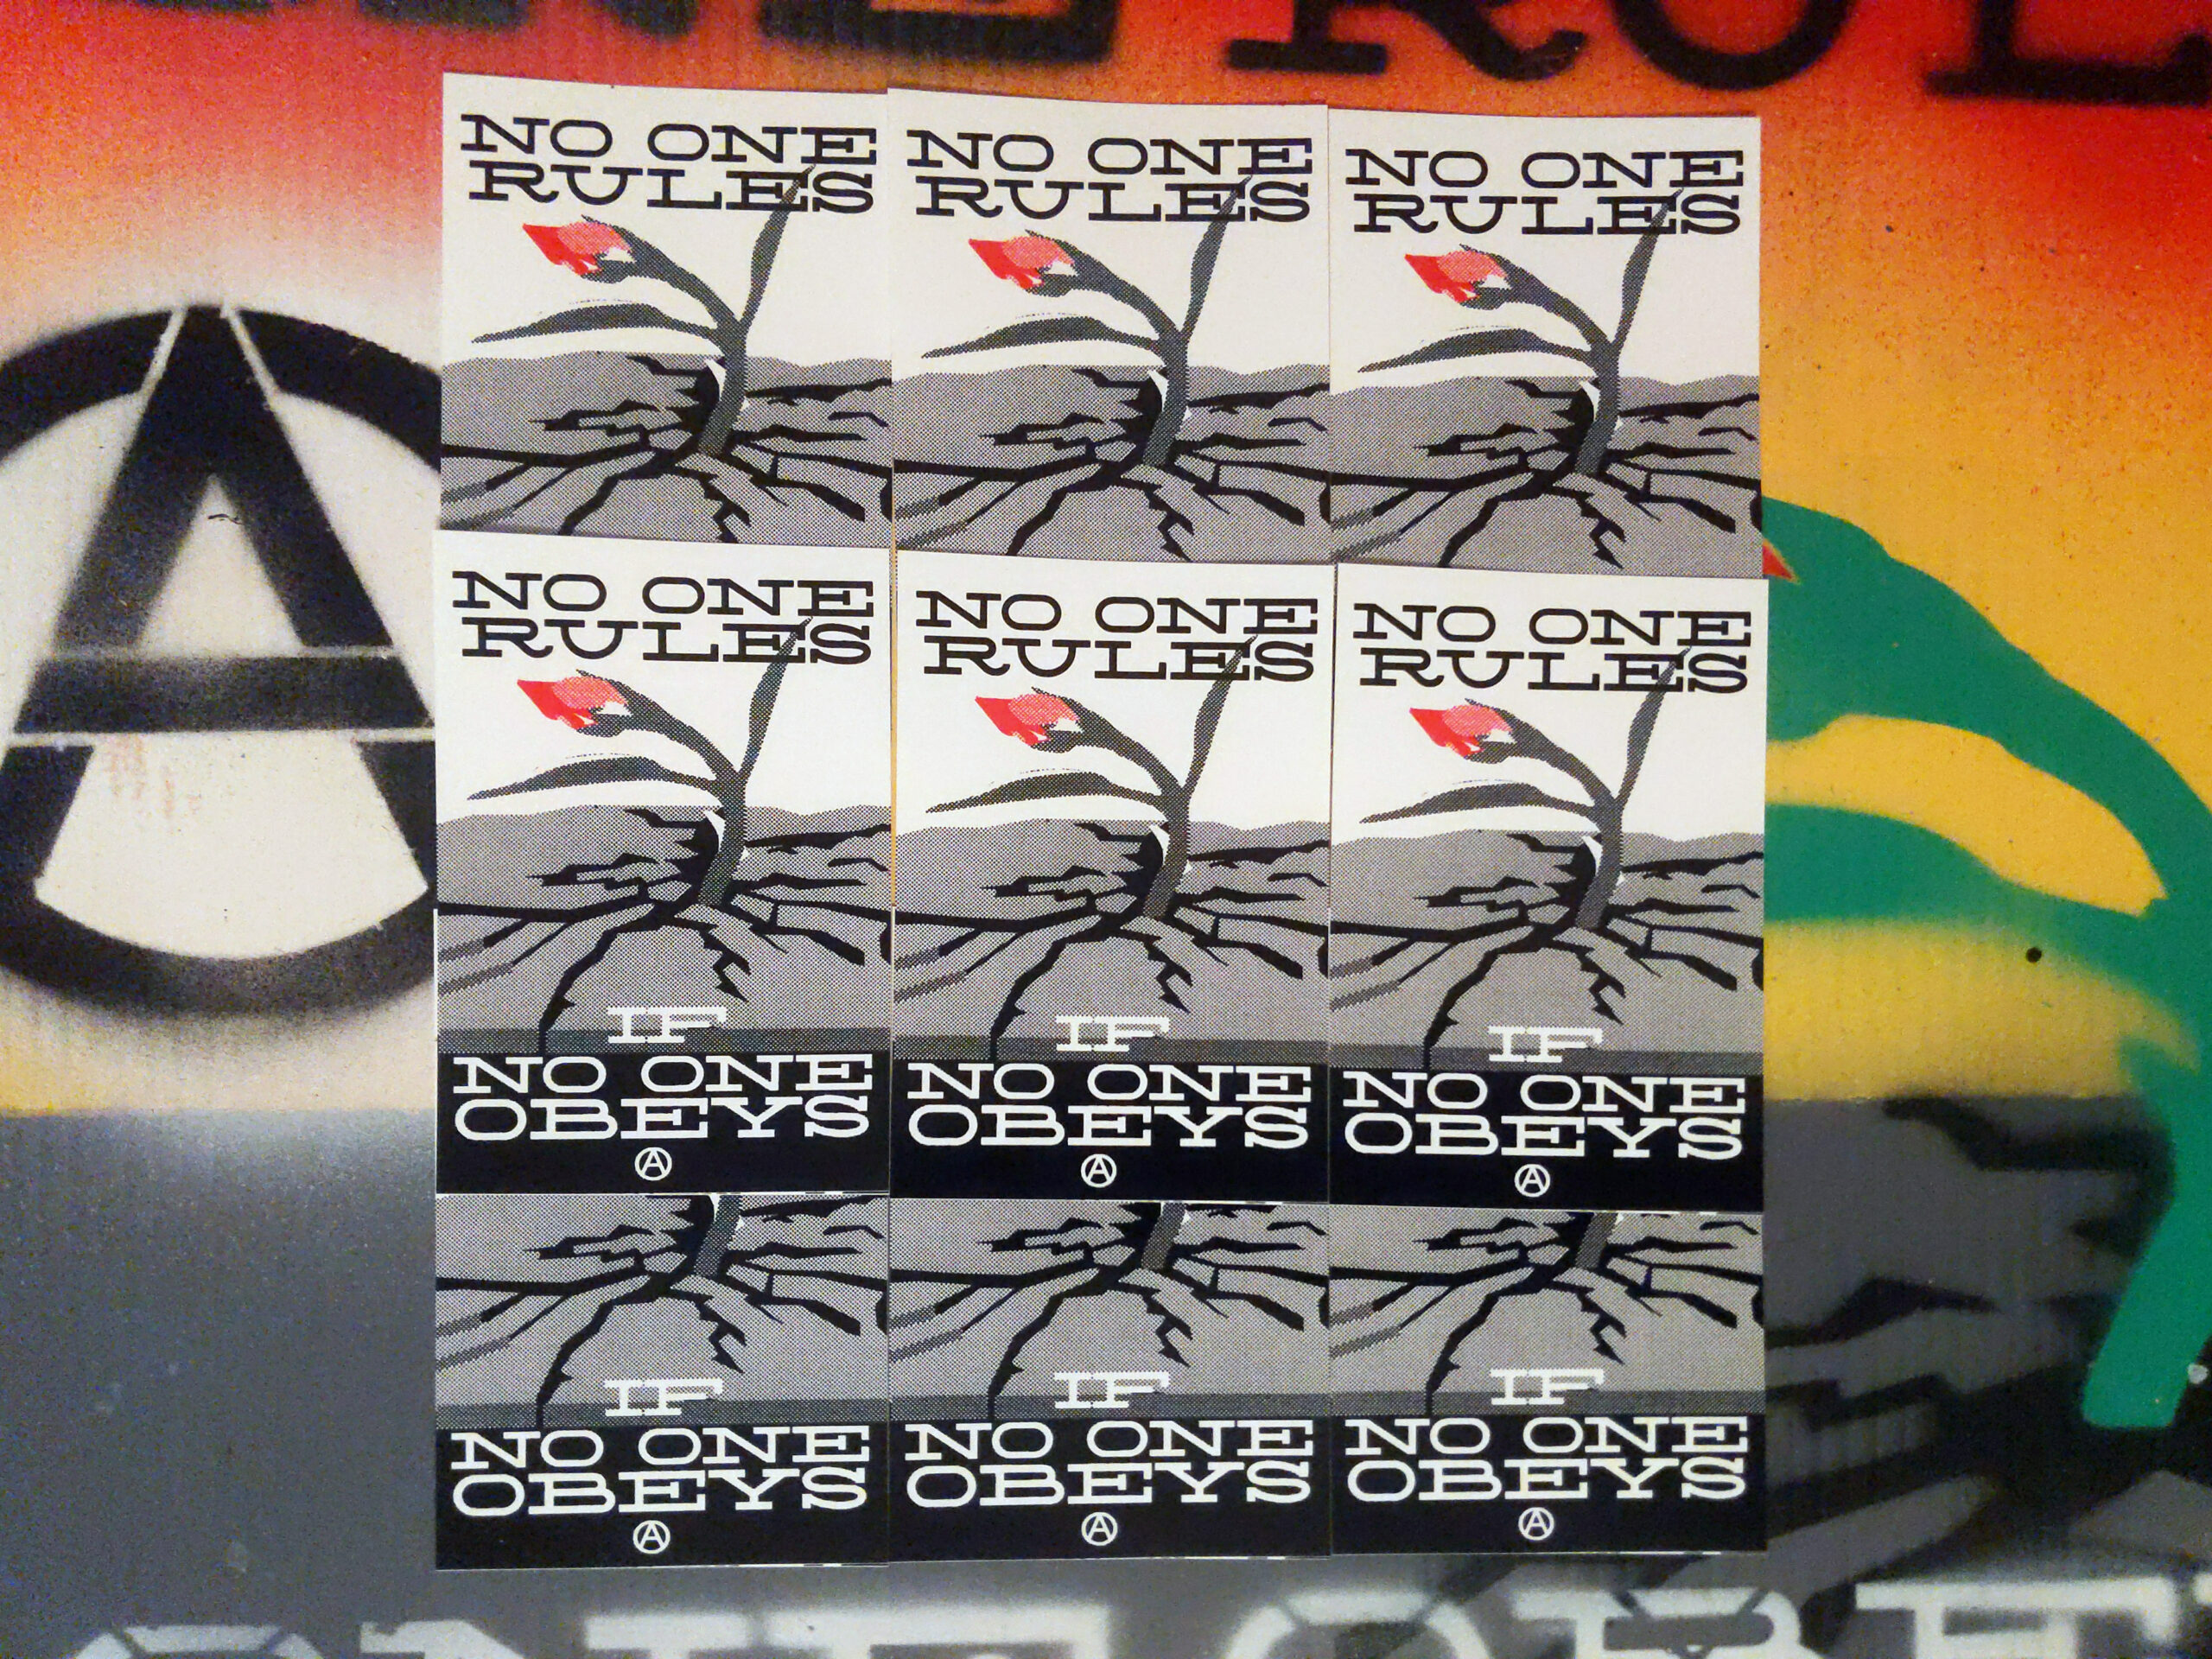 NO ONE
RULES
NO ONE
RULES
NO ONE
RULES
A
NO ONE
RULES
IF
NO ONE
OBEYS
A
NO ONE
RULES
IF
NO ONE
OBEYS
A
NO ONE
RULES
IF
NO ONE
OBEYS
A
IF
NO ONE
OBEYS
A
IF
NO ONE
OBEYS
A
IF
NO ONE
OBEYS
A